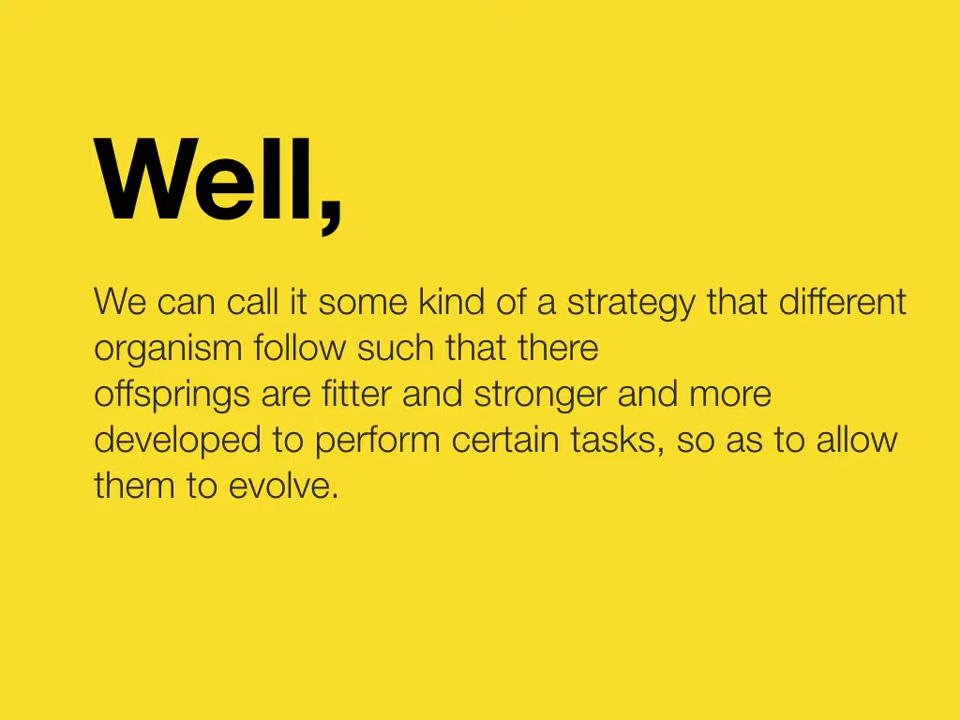 Well,
We can call it some kind of a strategy that different
organism follow such that there
offsprings are fitter and stronger and more
developed to perform certain tasks, so as to allow
them to evolve.